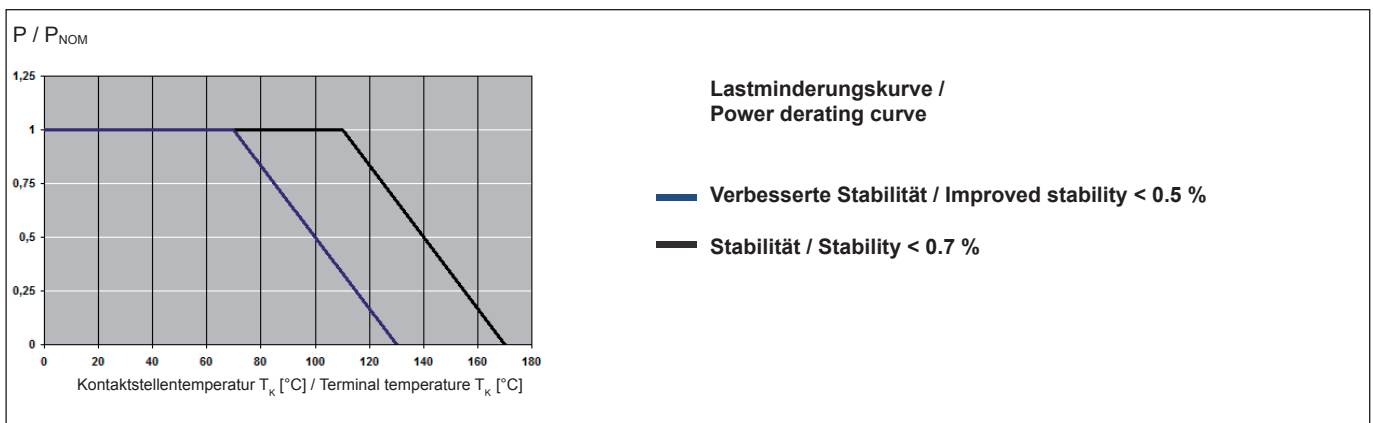 P / PNOM
1,25
1
0,75
0,5
0,25
0
0 20 40 60 80 100 120 140 160 180
Kontaktstellentemperatur TK [°C] / Terminal temperature TK [°C]
Lastminderungskurve /
Power derating curve
Verbesserte Stabilität / Improved stability < 0.5 %
Stabilität / Stability < 0.7 %